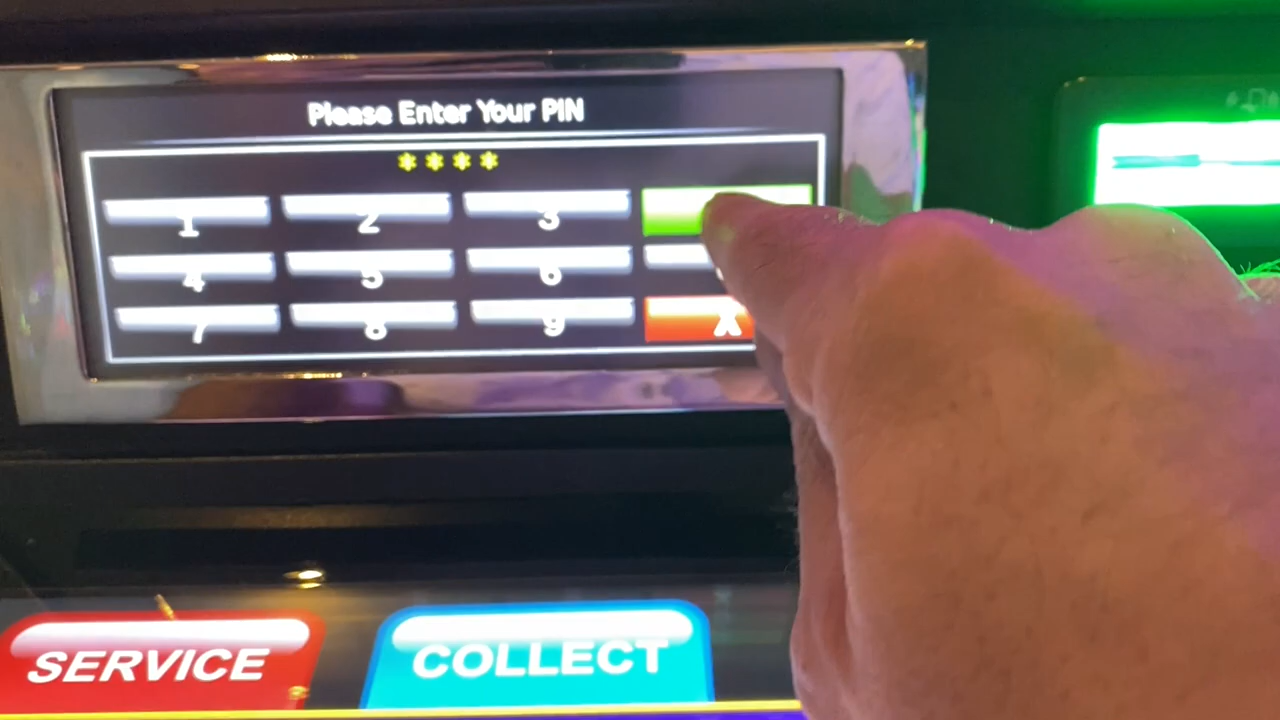 Please Enter Your PIN
****
1 2 3
4 5 6
7 8 9 X
SERVICE COLLECT